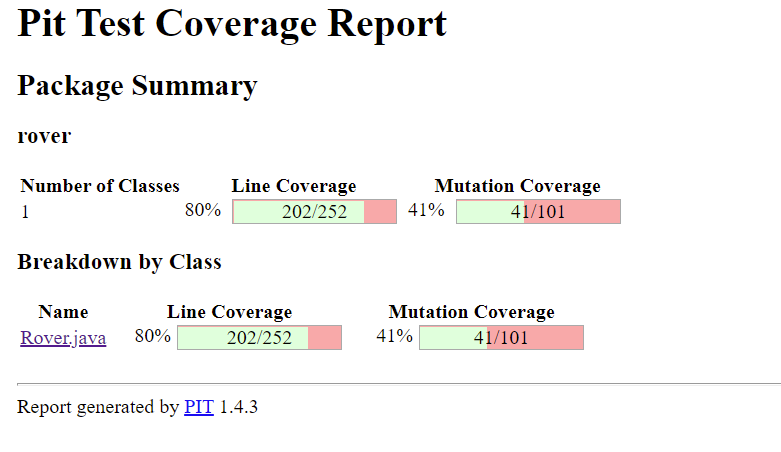 Pit Test Coverage Report
Package Summary
rover
Number of Classes Line Coverage Mutation Coverage
1 80% 202/252 41% 41/101
Breakdown by Class
Name Line Coverage Mutation Coverage
Rover.java 80% 202/252 41% 41/101
Report generated by PIT 1.4.3